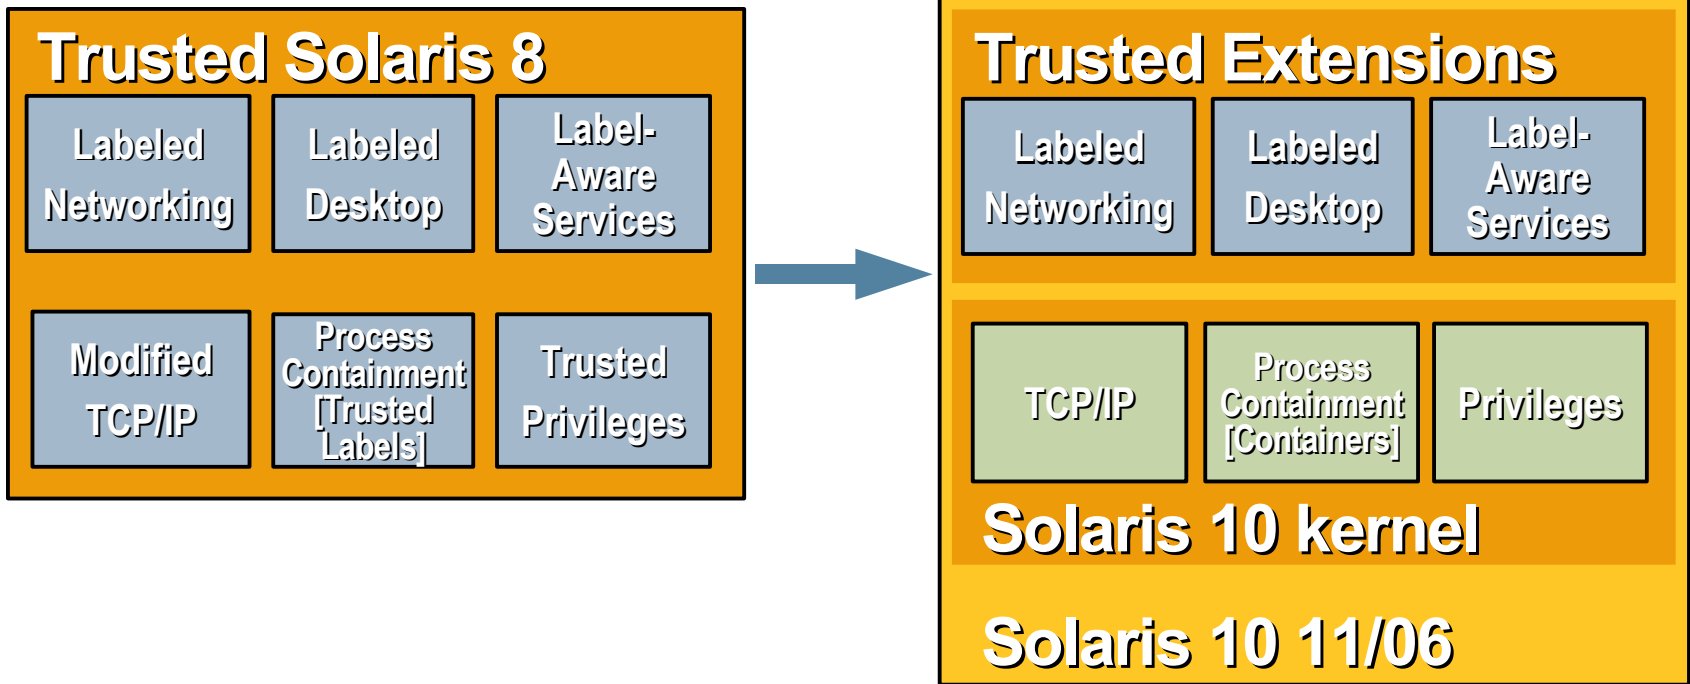 Trusted Solaris 8
Labeled
Networking
Labeled
Desktop
Label-
Aware
Services
Modified
TCP/IP
Process
Containment
[Trusted
Labels]
Trusted
Privileges
Trusted Extensions
Labeled
Networking
Labeled
Desktop
Label-
Aware
Services
TCP/IP
Process
Containment
[Containers]
Privileges
Solaris 10 kernel
Solaris 10 11/06